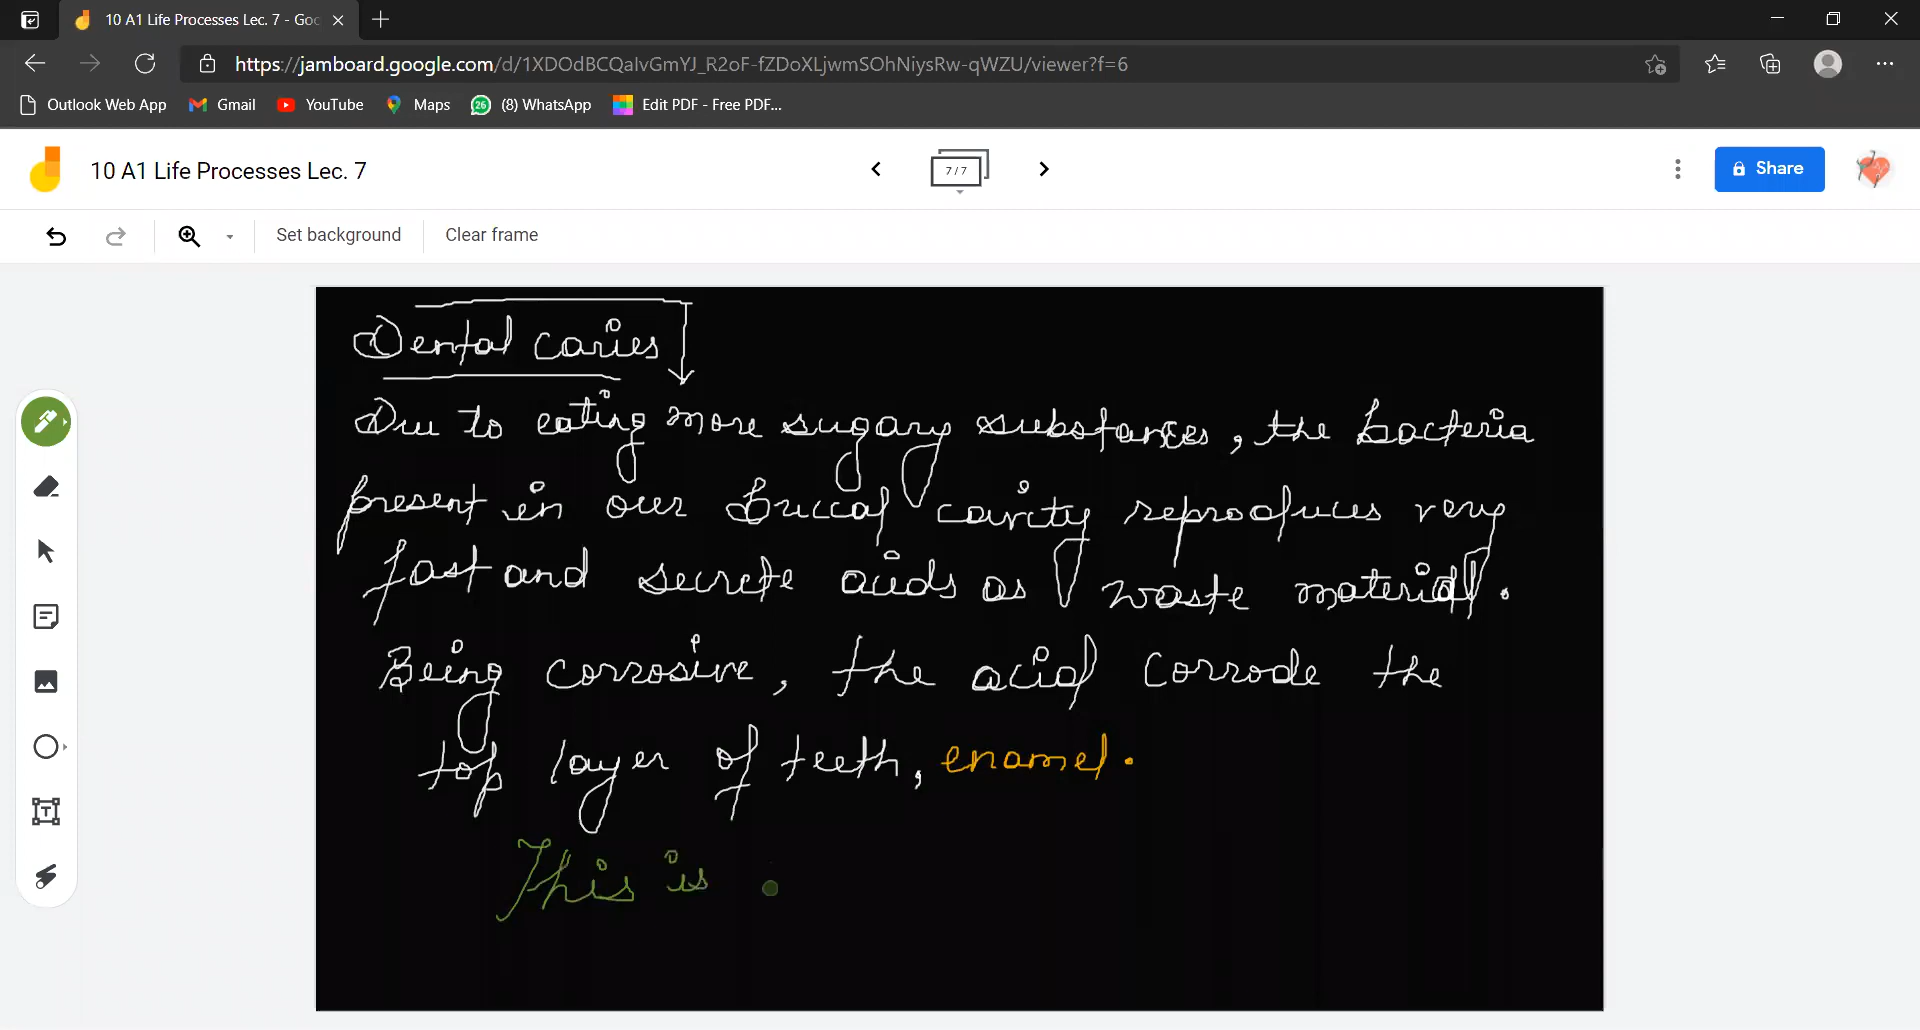 10 A1 Life Processes Lec. 7 - Goo
https://jamboard.google.com/d/1XDOdBCQaIvGmYJ_R2oF-fZDoXLjwmSOhNiysRw-qWZU/viewer?f=6
Outlook Web App Gmail YouTube Maps 26 (8) WhatsApp Edit PDF - Free PDF...
10 A1 Life Processes Lec. 7 7/7 Share
Set background Clear frame
Dental caries
Due to eating more sugary substances, the bacteria
present in our buccal cavity reproduces very
fast and secrete acids as waste material.
Being corrosive, the acid corrode the
top layer of teeth, enamel.
This is